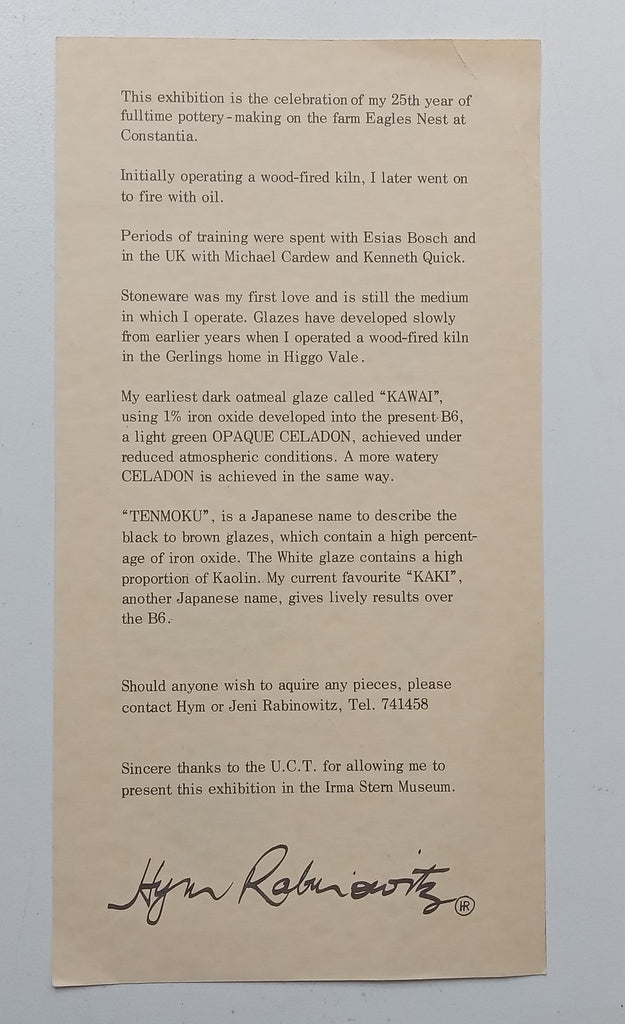 This exhibition is the celebration of my 25th year of
fulltime pottery-making on the farm Eagles Nest at
Constantia.
Initially operating a wood-fired kiln, I later went on
to fire with oil.
Periods of training were spent with Esias Bosch and
in the UK with Michael Cardew and Kenneth Quick.
Stoneware was my first love and is still the medium
in which I operate. Glazes have developed slowly
from earlier years when I operated a wood-fired kiln
in the Gerlings home in Higgo Vale.
My earliest dark oatmeal glaze called “KAWAI”,
using 1% iron oxide developed into the present B6,
a light green OPAQUE CELADON, achieved under
reduced atmospheric conditions. A more watery
CELADON is achieved in the same way.
“TENMOKU”, is a Japanese name to describe the
black to brown glazes, which contain a high percent-
age of iron oxide. The White glaze contains a high
proportion of Kaolin. My current favourite “KAKI”,
another Japanese name, gives lively results over
the B6.
Should anyone wish to aquire any pieces, please
contact Hym or Jeni Rabinowitz, Tel. 741458
Sincere thanks to the U.C.T. for allowing me to
present this exhibition in the Irma Stern Museum.
Hym Rabinowitz HR